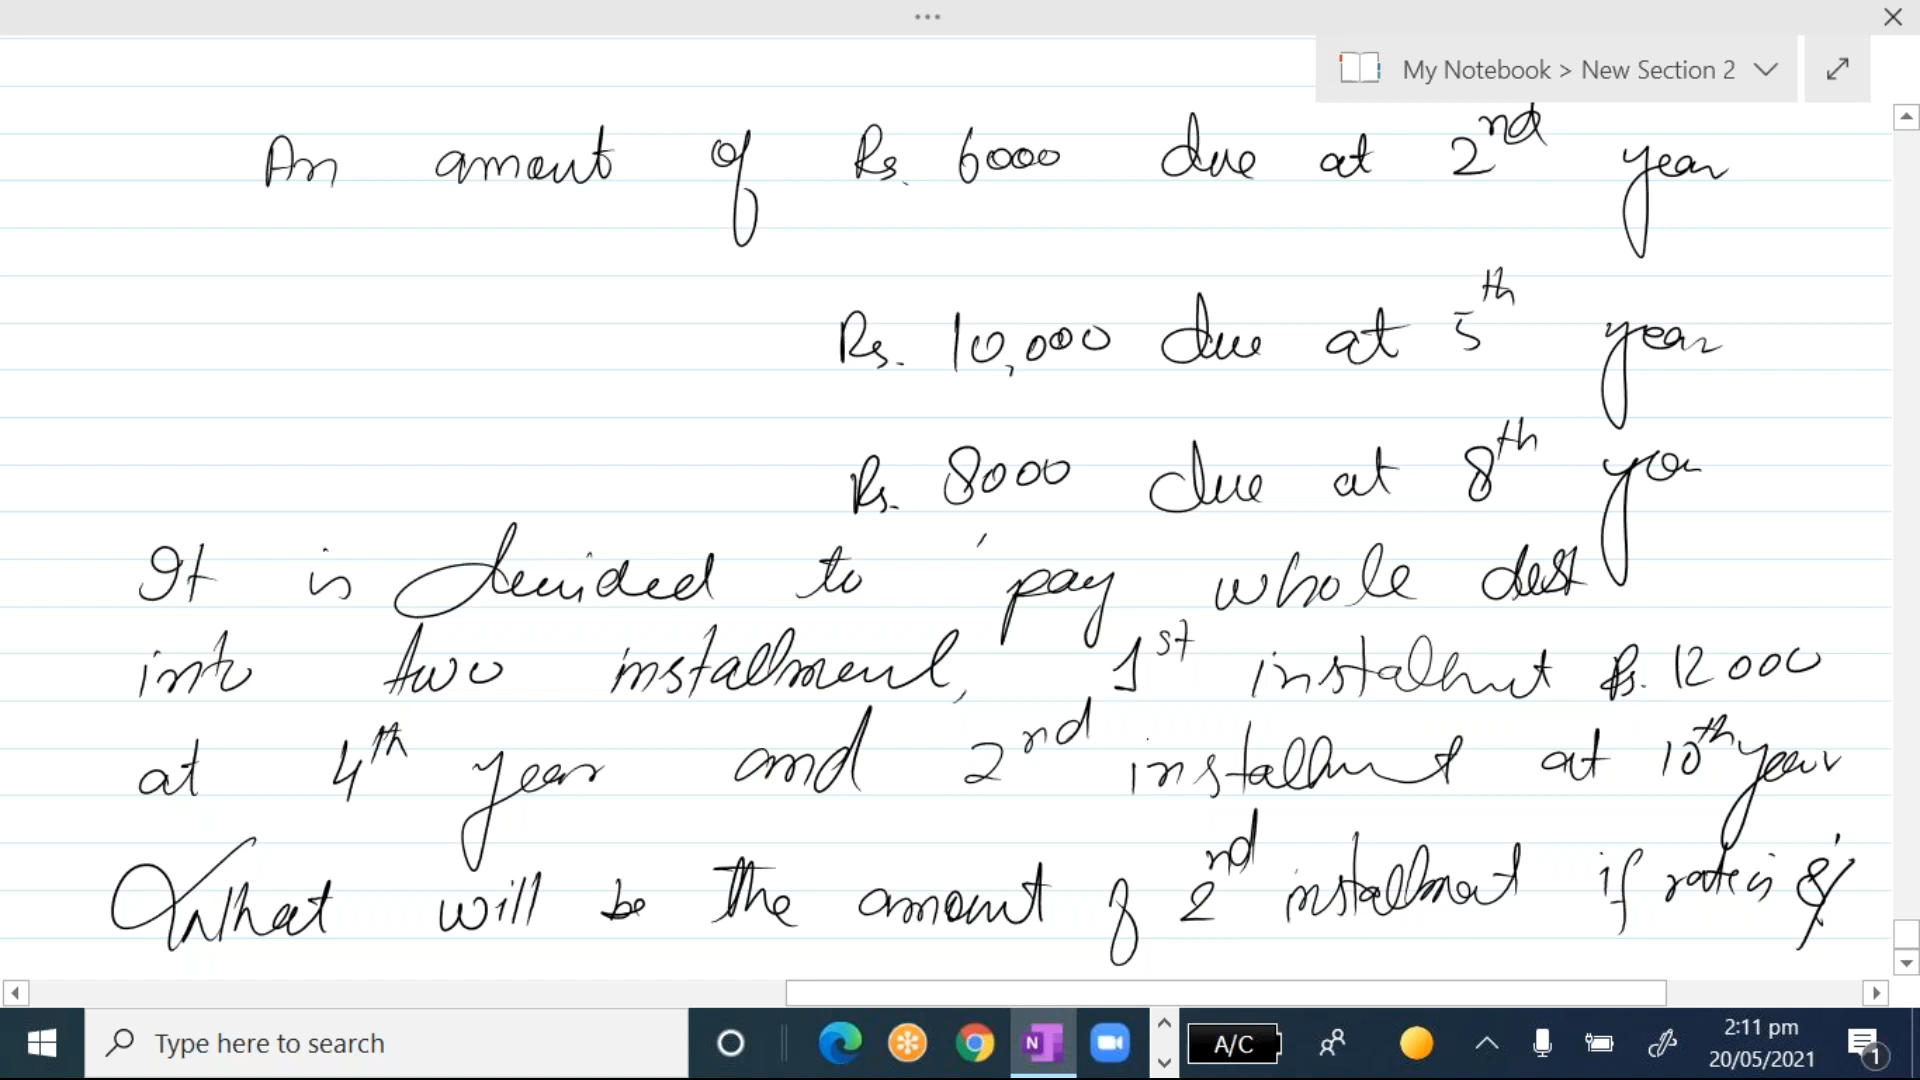 My Notebook > New Section 2
An amount of Rs. 6000 due at 2nd year
Rs. 10,000 due at 5th year
Rs. 8000 due at 8th year
It is decided to pay whole debt
into two installment, 1st installment Rs. 12000
at 4th year and 2nd installment at 10th year
What will be the amount of 2nd installment if rate is
Type here to search
N
A/C
2:11 pm
20/05/2021
1